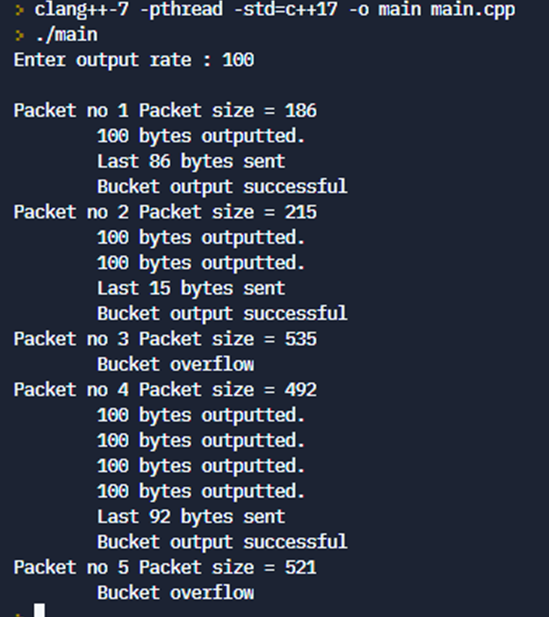 > clang++-7 -pthread -std=c++17 -o main main.cpp
> ./main
Enter output rate : 100
Packet no 1 Packet size = 186
100 bytes outputted.
Last 86 bytes sent
Bucket output successful
Packet no 2 Packet size = 215
100 bytes outputted.
100 bytes outputted.
Last 15 bytes sent
Bucket output successful
Packet no 3 Packet size = 535
Bucket overflow
Packet no 4 Packet size = 492
100 bytes outputted.
100 bytes outputted.
100 bytes outputted.
100 bytes outputted.
Last 92 bytes sent
Bucket output successful
Packet no 5 Packet size = 521
Bucket overflow